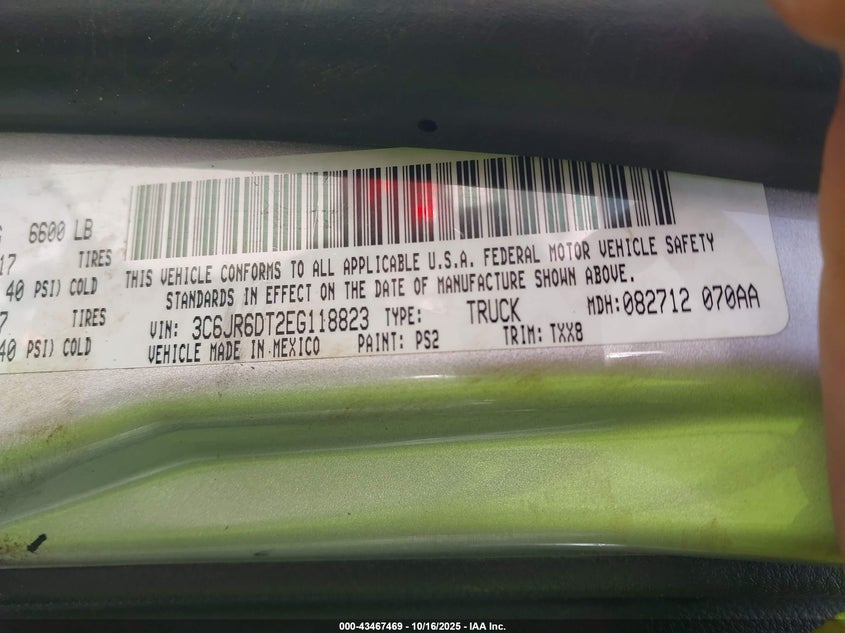 6600 LB
17 TIRES
40 PSI) COLD
7 TIRES
40 PSI) COLD
THIS VEHICLE CONFORMS TO ALL APPLICABLE U.S.A. FEDERAL MOTOR VEHICLE SAFETY
STANDARDS IN EFFECT ON THE DATE OF MANUFACTURE SHOWN ABOVE.
VIN: 3C6JR6DT2EG118823 TYPE: TRUCK MDH:082712 070AA
VEHICLE MADE IN MEXICO PAINT: PS2 TRIM: TXX8
000-43467469 - 10/16/2025 - IAA Inc.